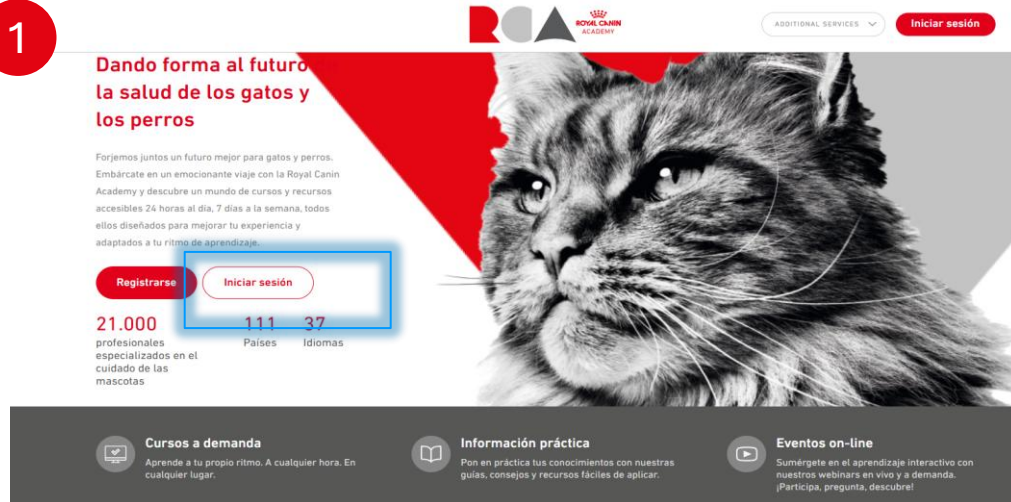 1
ROYAL CANIN
ACADEMY
ADDITIONAL SERVICES
Iniciar sesión
Dando forma al futuro
la salud de los gatos y
los perros
Forjemos juntos un futuro mejor para gatos y perros.
Embárcate en un emocionante viaje con la Royal Canin
Academy y descubre un mundo de cursos y recursos
accesibles 24 horas al día, 7 días a la semana, todos
ellos diseñados para mejorar tu experiencia y
adaptados a tu ritmo de aprendizaje.
Registrarse
Iniciar sesión
21.000
profesionales
especializados en el
cuidado de las
mascotas
111
Países
37
Idiomas
Cursos a demanda
Aprende a tu propio ritmo. A cualquier hora. En
cualquier lugar.
Información práctica
Pon en práctica tus conocimientos con nuestras
guías, consejos y recursos fáciles de aplicar.
Eventos on-line
Sumérgete en el aprendizaje interactivo con
nuestros webinars en vivo y a demanda.
¡Participa, pregunta, descubre!